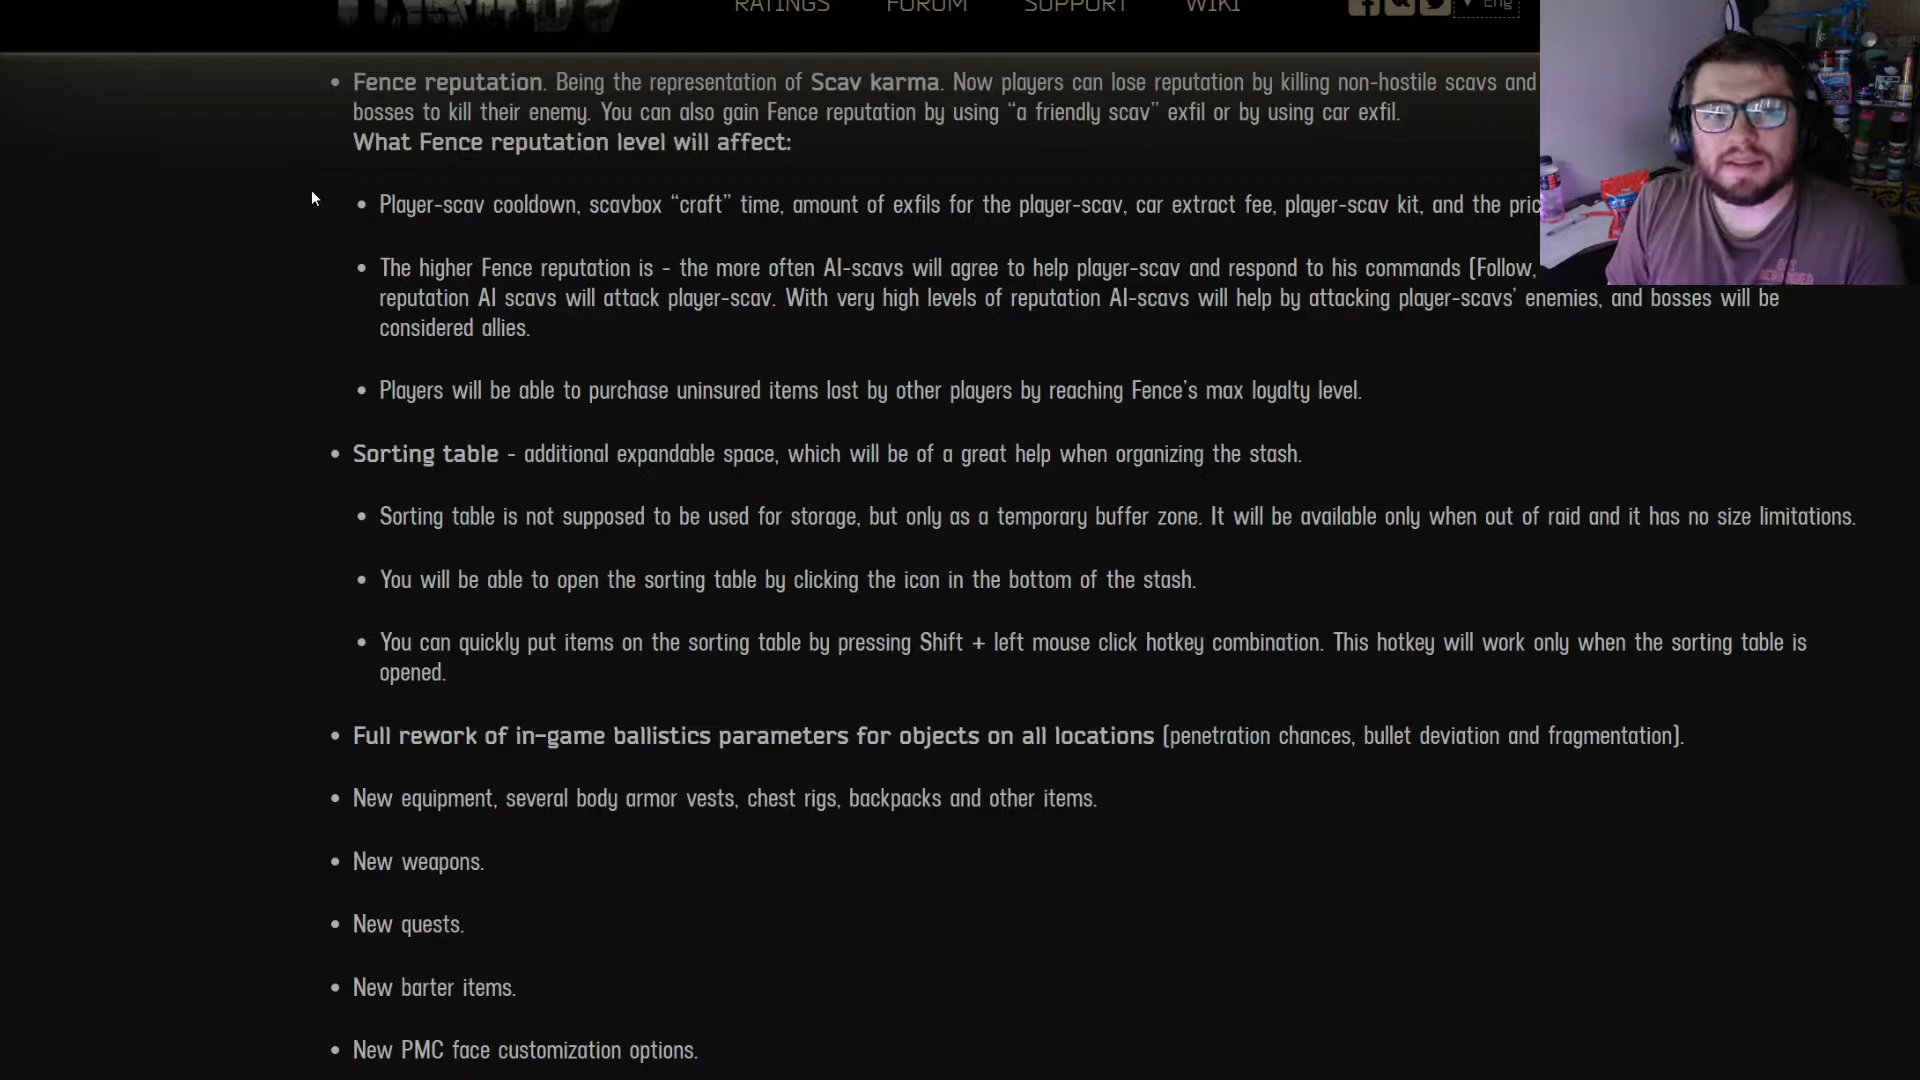 RATINGS FORUM SUPPORT WIKI Eng
• Fence reputation. Being the representation of Scav karma. Now players can lose reputation by killing non-hostile scavs and
bosses to kill their enemy. You can also gain Fence reputation by using “a friendly scav” exfil or by using car exfil.
What Fence reputation level will affect:
• Player-scav cooldown, scavbox “craft” time, amount of exfils for the player-scav, car extract fee, player-scav kit, and the
• The higher Fence reputation is - the more often AI-scavs will agree to help player-scav and respond to his commands (Follow,
reputation AI scavs will attack player-scav. With very high levels of reputation AI-scavs will help by attacking player-scavs’ enemies, and bosses will be
considered allies.
• Players will be able to purchase uninsured items lost by other players by reaching Fence’s max loyalty level.
• Sorting table - additional expandable space, which will be of a great help when organizing the stash.
• Sorting table is not supposed to be used for storage, but only as a temporary buffer zone. It will be available only when out of raid and it has no size limitations.
• You will be able to open the sorting table by clicking the icon in the bottom of the stash.
• You can quickly put items on the sorting table by pressing Shift + left mouse click hotkey combination. This hotkey will work only when the sorting table is
opened.
• Full rework of in-game ballistics parameters for objects on all locations (penetration chances, bullet deviation and fragmentation).
• New equipment, several body armor vests, chest rigs, backpacks and other items.
• New weapons.
• New quests.
• New barter items.
• New PMC face customization options.